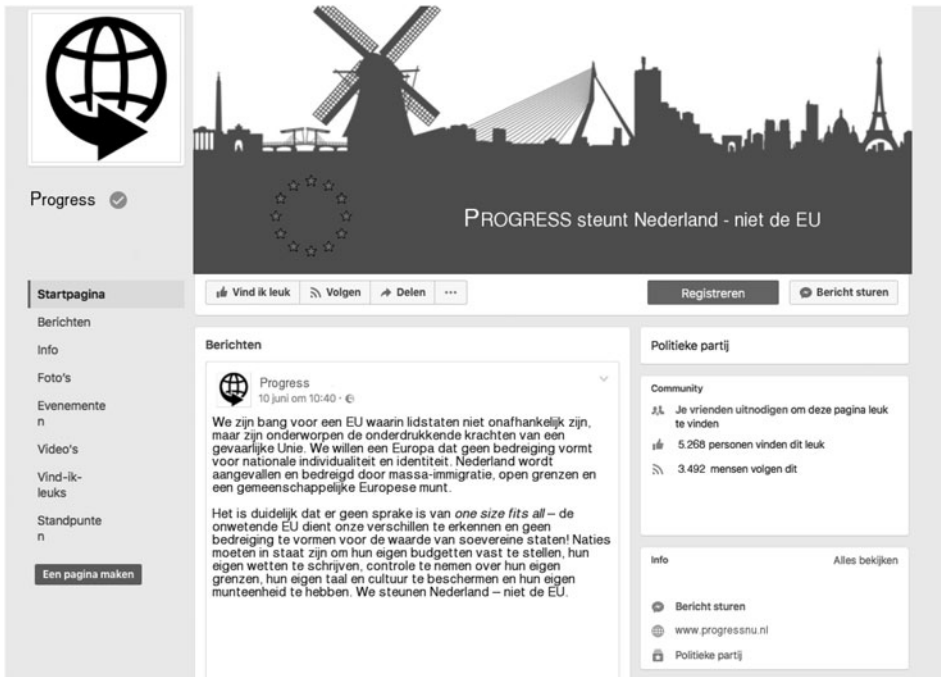 Progress
PROGRESS steunt Nederland - niet de EU
Startpagina
Berichten
Info
Foto's
Evenemente
n
Video's
Vind-ik-
leuks
Standpunte
n
Een pagina maken
Vind ik leuk
Volgen
Delen
Registreren
Bericht sturen
Berichten
Progress
10 juni om 10:40 ·
We zijn bang voor een EU waarin lidstaten niet onafhankelijk zijn,
maar zijn onderworpen de onderdrukkende krachten van een
gevaarlijke Unie. We willen een Europa dat geen bedreiging vormt
voor nationale individualiteit en identiteit. Nederland wordt
aangevallen en bedreigd door massa-immigratie, open grenzen en
een gemeenschappelijke Europese munt.
Het is duidelijk dat er geen sprake is van one size fits all – de
onwetende EU dient onze verschillen te erkennen en geen
bedreiging te vormen voor de waarde van soevereine staten! Naties
moeten in staat zijn om hun eigen budgetten vast te stellen, hun
eigen wetten te schrijven, controle te nemen over hun eigen
grenzen, hun eigen taal en cultuur te beschermen en hun eigen
munteenheid te hebben. We steunen Nederland – niet de EU.
Politieke partij
Community
Je vrienden uitnodigen om deze pagina leuk
te vinden
5.268 personen vinden dit leuk
3.492 mensen volgen dit
Info
Alles bekijken
Bericht sturen
www.progressnu.nl
Politieke partij